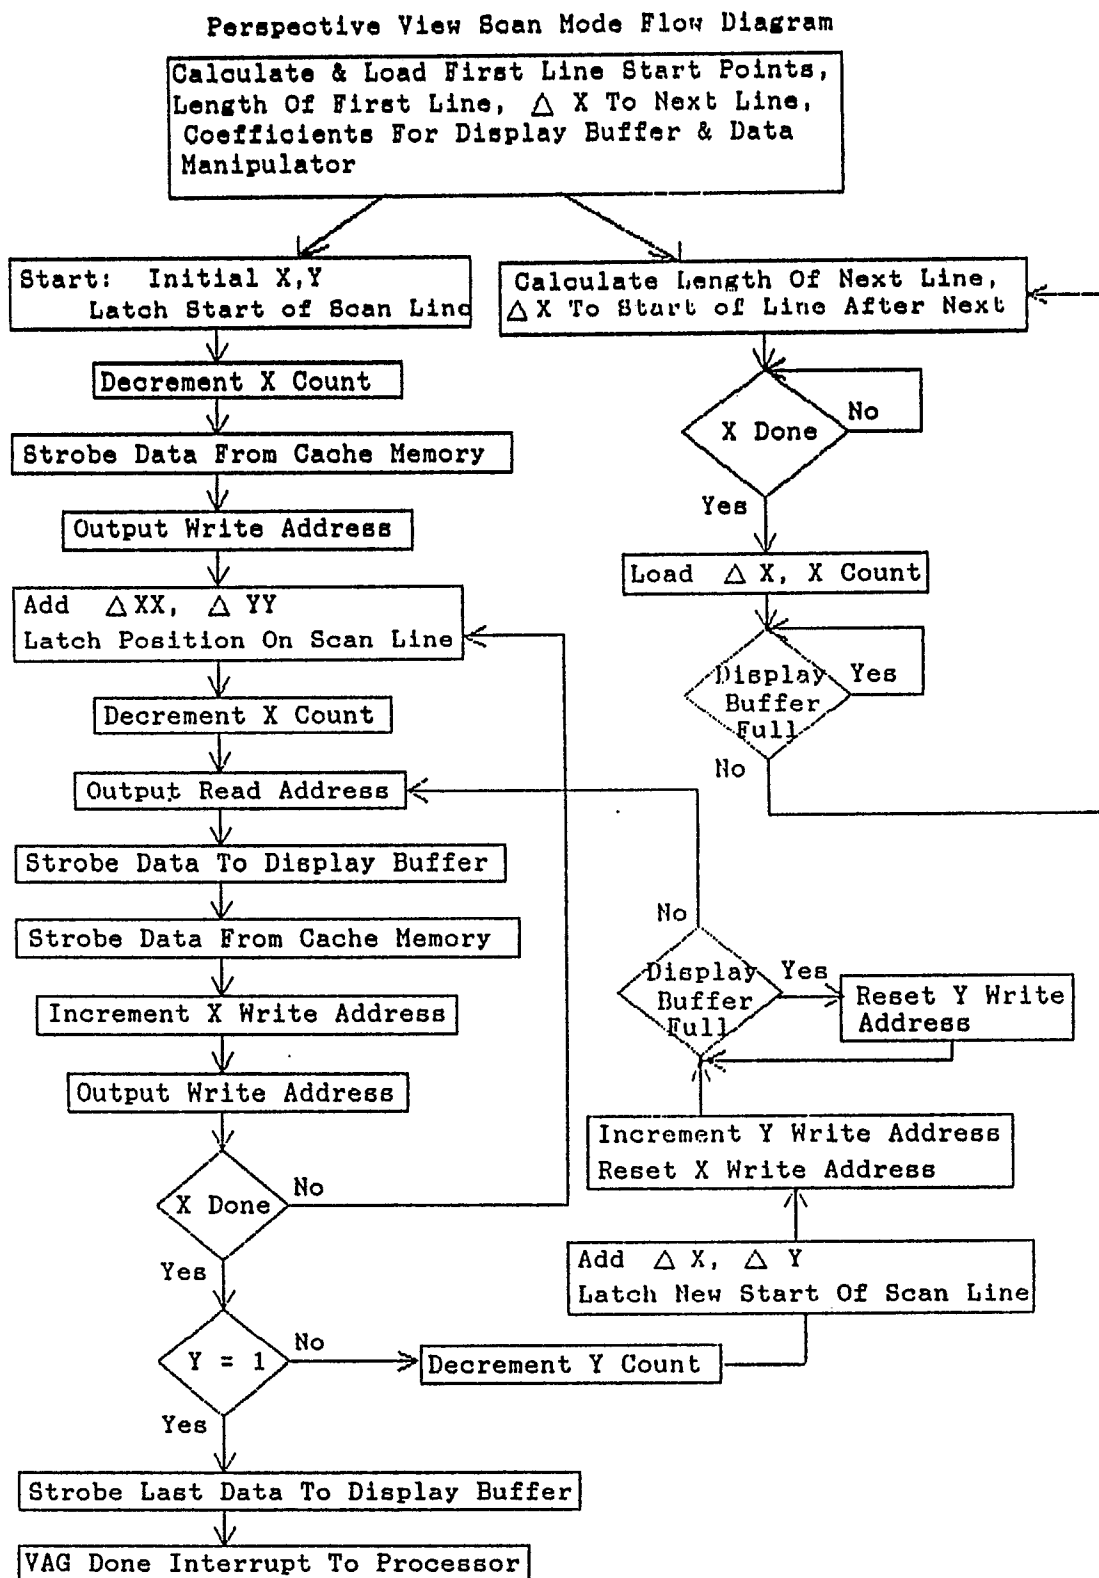 Perspective View Scan Mode Flow Diagram
Calculate & Load First Line Start Points,
Length Of First Line, △ X To Next Line,
Coefficients For Display Buffer & Data
Manipulator
Start: Initial X,Y
Latch Start of Scan Line
Decrement X Count
Strobe Data From Cache Memory
Output Write Address
Add △ XX, △ YY
Latch Position On Scan Line
Decrement X Count
Output Read Address
Strobe Data To Display Buffer
Strobe Data From Cache Memory
Increment X Write Address
Output Write Address
X Done
No
Yes
Y = 1
No
Yes
Strobe Last Data To Display Buffer
VAG Done Interrupt To Processor
Calculate Length Of Next Line,
△ X To Start of Line After Next
X Done
No
Yes
Load △ X, X Count
Display
Buffer
Full
Yes
No
No
Display
Buffer
Full
Yes
Reset Y Write
Address
Increment Y Write Address
Reset X Write Address
Add △ X, △ Y
Latch New Start Of Scan Line
Decrement Y Count